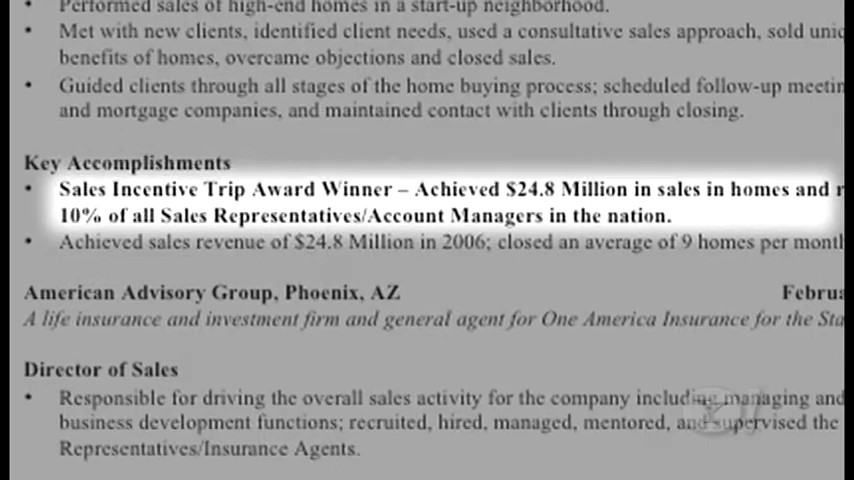 • Performed sales of high-end homes in a start-up neighborhood.
• Met with new clients, identified client needs, used a consultative sales approach, sold
benefits of homes, overcame objections and closed sales.
• Guided clients through all stages of the home buying process; scheduled follow-up
and mortgage companies, and maintained contact with clients through closing.
Key Accomplishments
• Sales Incentive Trip Award Winner – Achieved $24.8 Million in sales in homes and
10% of all Sales Representatives/Account Managers in the nation.
• Achieved sales revenue of $24.8 Million in 2006; closed an average of 9 homes per
American Advisory Group, Phoenix, AZ
A life insurance and investment firm and general agent for One America Insurance for the
Director of Sales
• Responsible for driving the overall sales activity for the company including managing and
business development functions; recruited, hired, managed, mentored, and supervised the
Representatives/Insurance Agents.